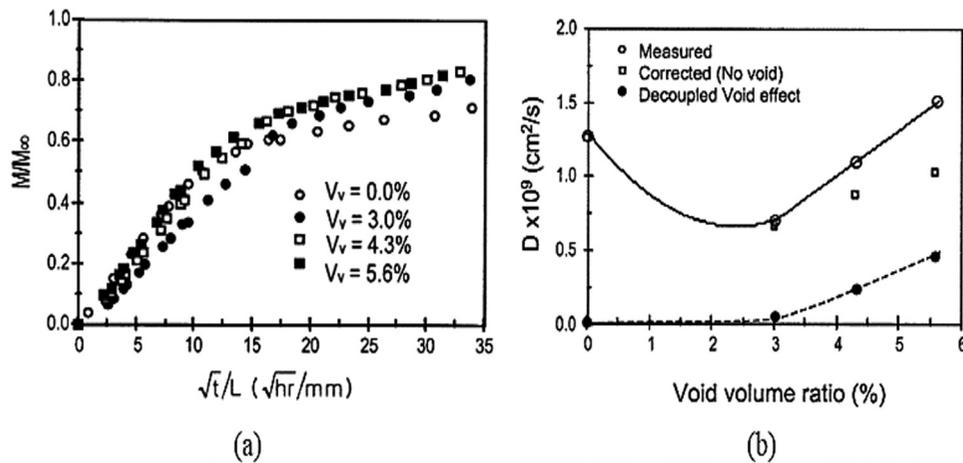 1.0
0.8
0.6
0.4
0.2
0.0
M/M∞
0 5 10 15 20 25 30 35
√t/L (√hr/mm)
Vv = 0.0%
Vv = 3.0%
Vv = 4.3%
Vv = 5.6%
(a)
2.0
1.5
1.0
0.5
0.0
D x10⁹ (cm²/s)
Measured
Corrected (No void)
Decoupled Void effect
0 1 2 3 4 5 6
Void volume ratio (%)
(b)